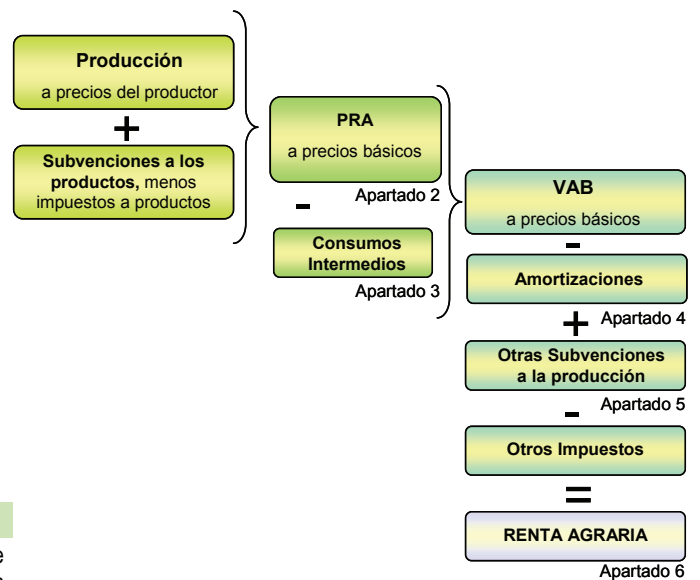 Producción
a precios del productor
+
Subvenciones a los
productos, menos
impuestos a productos
PRA
a precios básicos
Apartado 2
-
Consumos
Intermedios
Apartado 3
VAB
a precios básicos
-
Amortizaciones
+ Apartado 4
Otras Subvenciones
a la producción
Apartado 5
-
Otros Impuestos
=
RENTA AGRARIA
Apartado 6